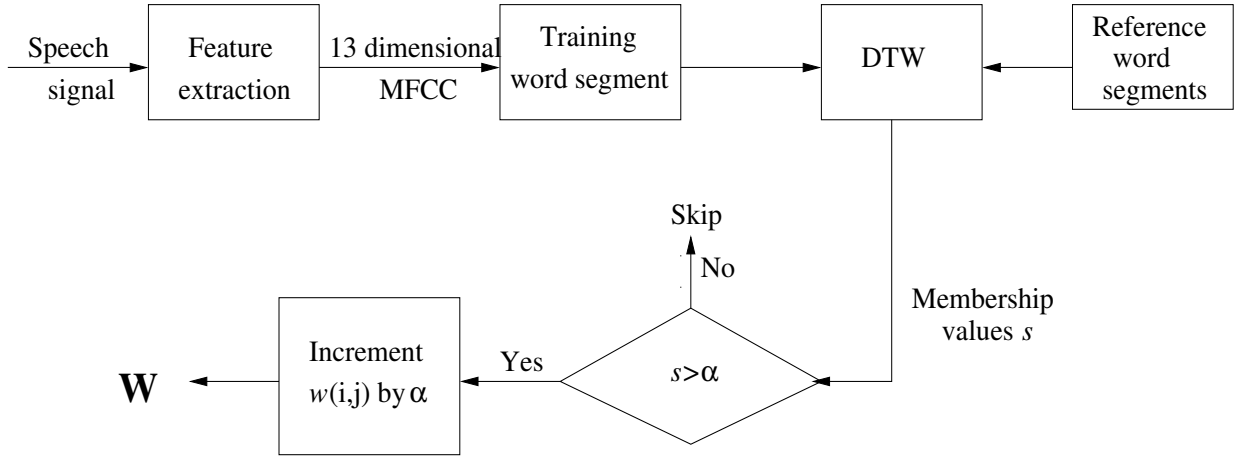 Speech
signal
Feature
extraction
13 dimensional
MFCC
Training
word segment
DTW
Reference
word
segments
Skip
No
Membership
values s
Increment
w(i,j) by α
Yes
s>α
W